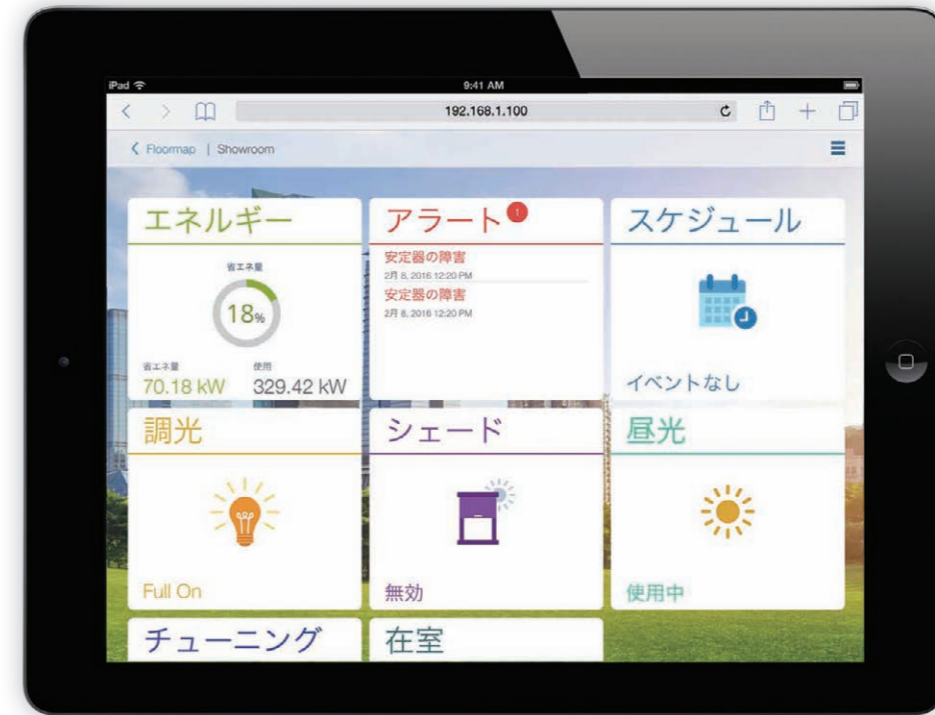 iPad
9:41 AM
192.168.1.100
Floormap | Showroom
エネルギー
省エネ量
18%
省エネ量 使用
70.18 kW 329.42 kW
アラート 1
安定器の障害
2月 8, 2016 12:20 PM
安定器の障害
2月 8, 2016 12:20 PM
スケジュール
イベントなし
調光
Full On
シェード
無効
昼光
使用中
チューニング
在室